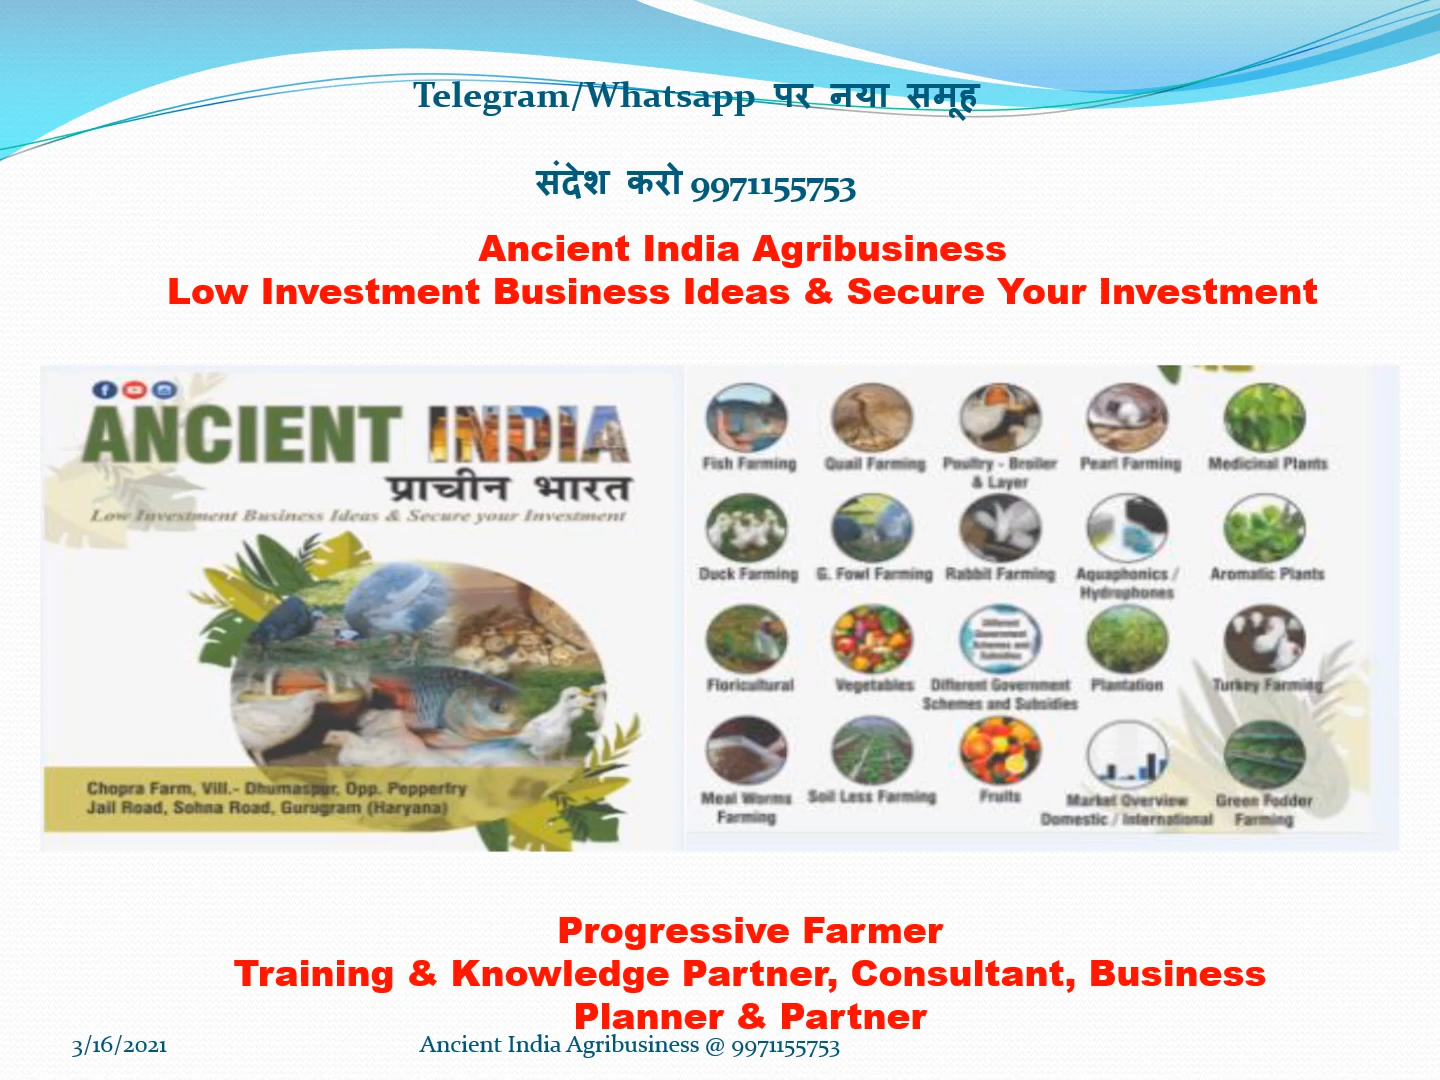 Telegram/Whatsapp पर नया समूह
संदेश करो 9971155753
Ancient India Agribusiness
Low Investment Business Ideas & Secure Your Investment
ANCIENT INDIA
प्राचीन भारत
Low Investment Business Ideas & Secure your Investment
Chopra Farm, Vill.- Dhumaspur, Opp. Pepperfry
Jail Road, Sohna Road, Gurugram (Haryana)
Fish Farming
Quail Farming
Poultry - Broiler
& Layer
Pearl Farming
Medicinal Plants
Duck Farming
G. Fowl Farming
Rabbit Farming
Aquaphonics /
Hydrophones
Aromatic Plants
Floricultural
Vegetables
Different
Government
Schemes and
Subsidies
Different Government
Schemes and Subsidies
Plantation
Turkey Farming
Meal Worms
Farming
Soil Less Farming
Fruits
Market Overview
Domestic / International
Green Fodder
Farming
Progressive Farmer
Training & Knowledge Partner, Consultant, Business
Planner & Partner
3/16/2021
Ancient India Agribusiness @ 9971155753